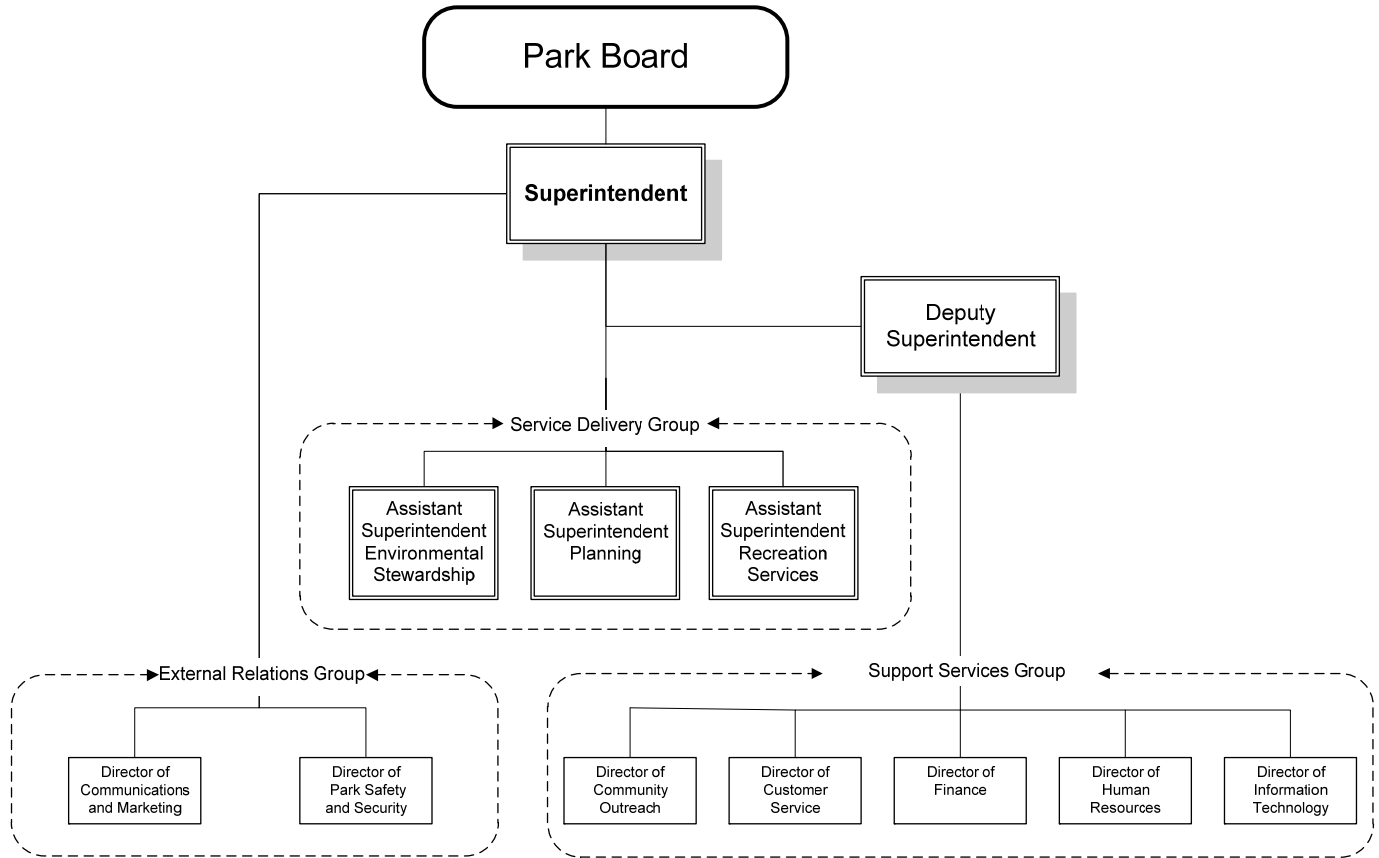 Park Board
Superintendent
Deputy
Superintendent
Service Delivery Group
Assistant
Superintendent
Environmental
Stewardship
Assistant
Superintendent
Planning
Assistant
Superintendent
Recreation
Services
External Relations Group
Director of
Communications
and Marketing
Director of
Park Safety
and Security
Support Services Group
Director of
Community
Outreach
Director of
Customer
Service
Director of
Finance
Director of
Human
Resources
Director of
Information
Technology